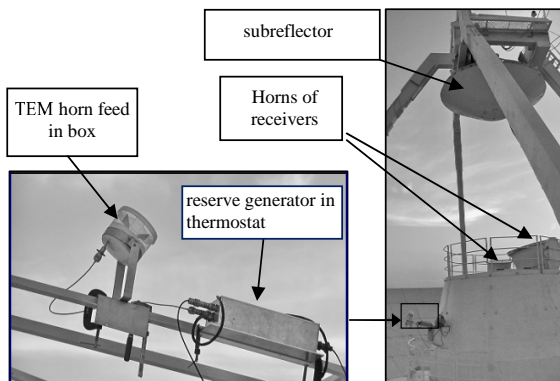 subreflector
TEM horn feed
in box
Horns of
receivers
reserve generator in
thermostat